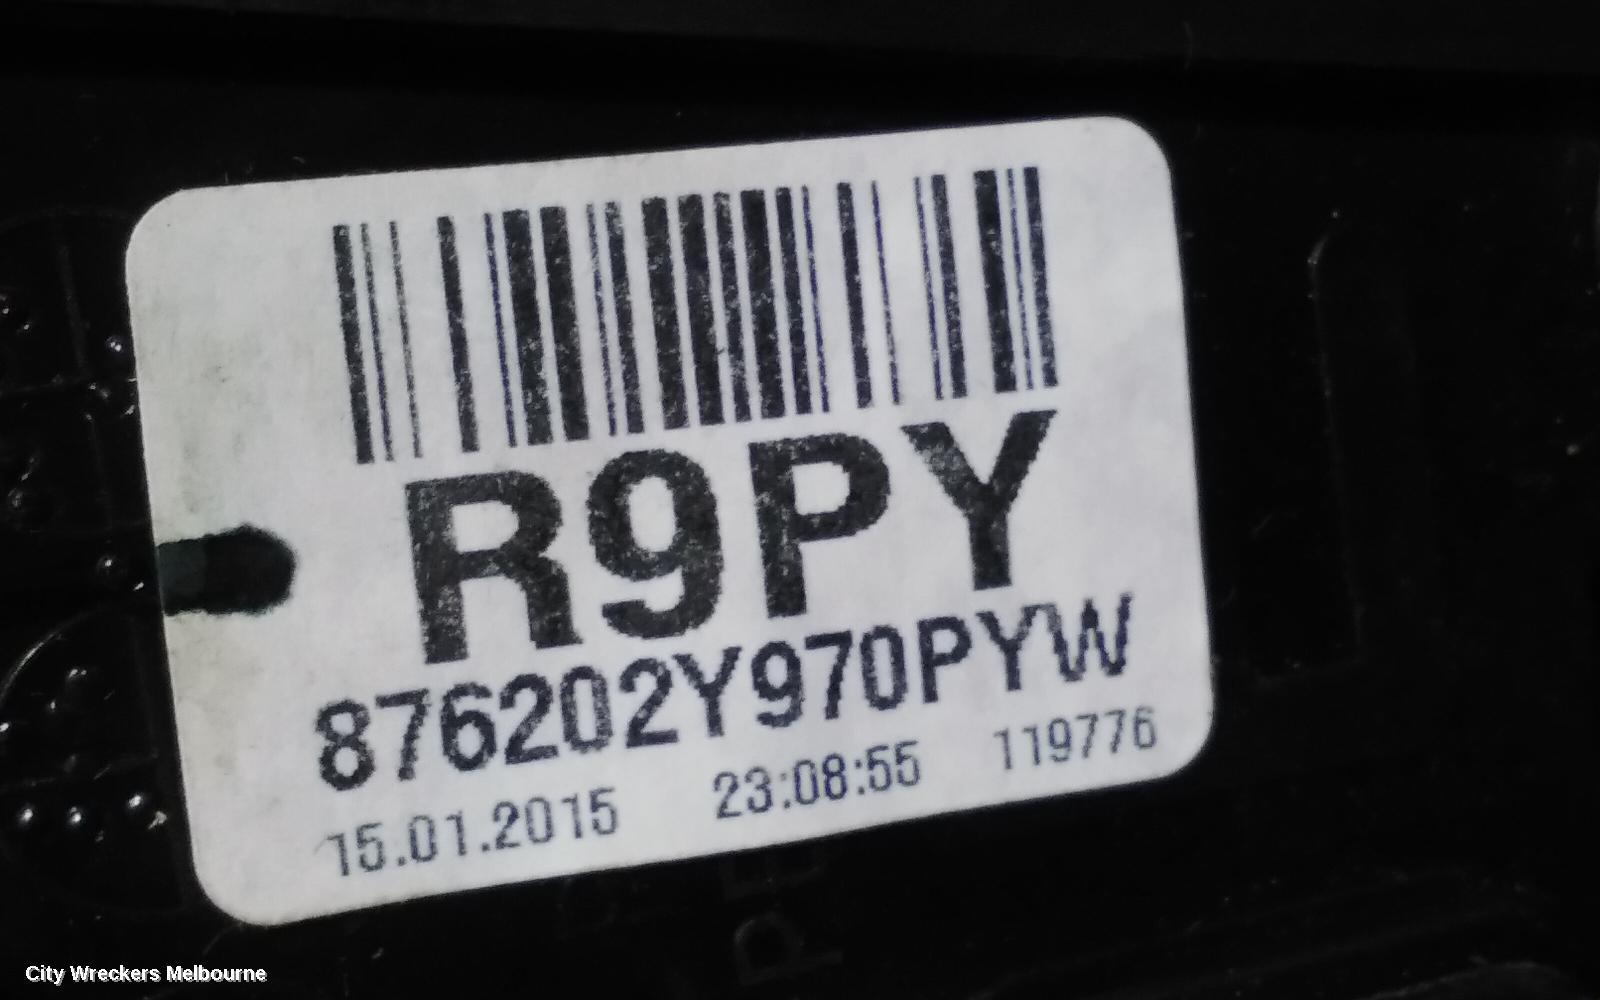 R9PY
876202Y970PYW
15.01.2015 23:08:55 119776
City Wreckers Melbourne